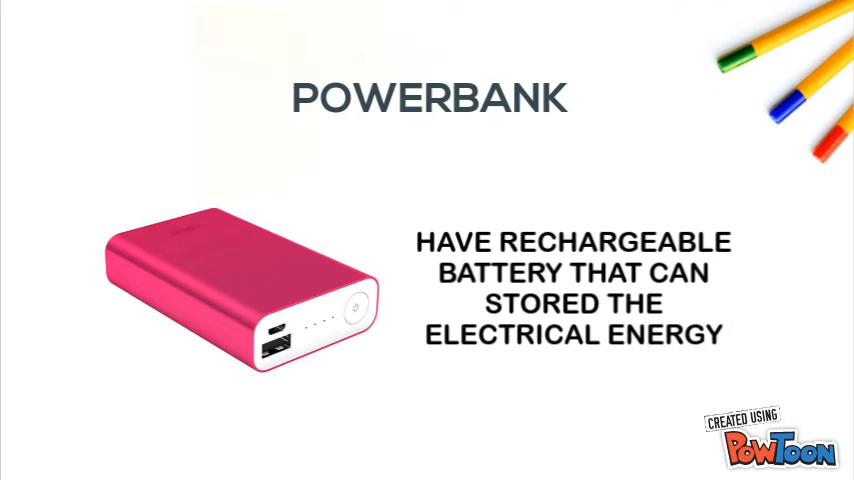 POWERBANK
HAVE RECHARGEABLE
BATTERY THAT CAN
STORED THE
ELECTRICAL ENERGY
CREATED USING
POWTOON